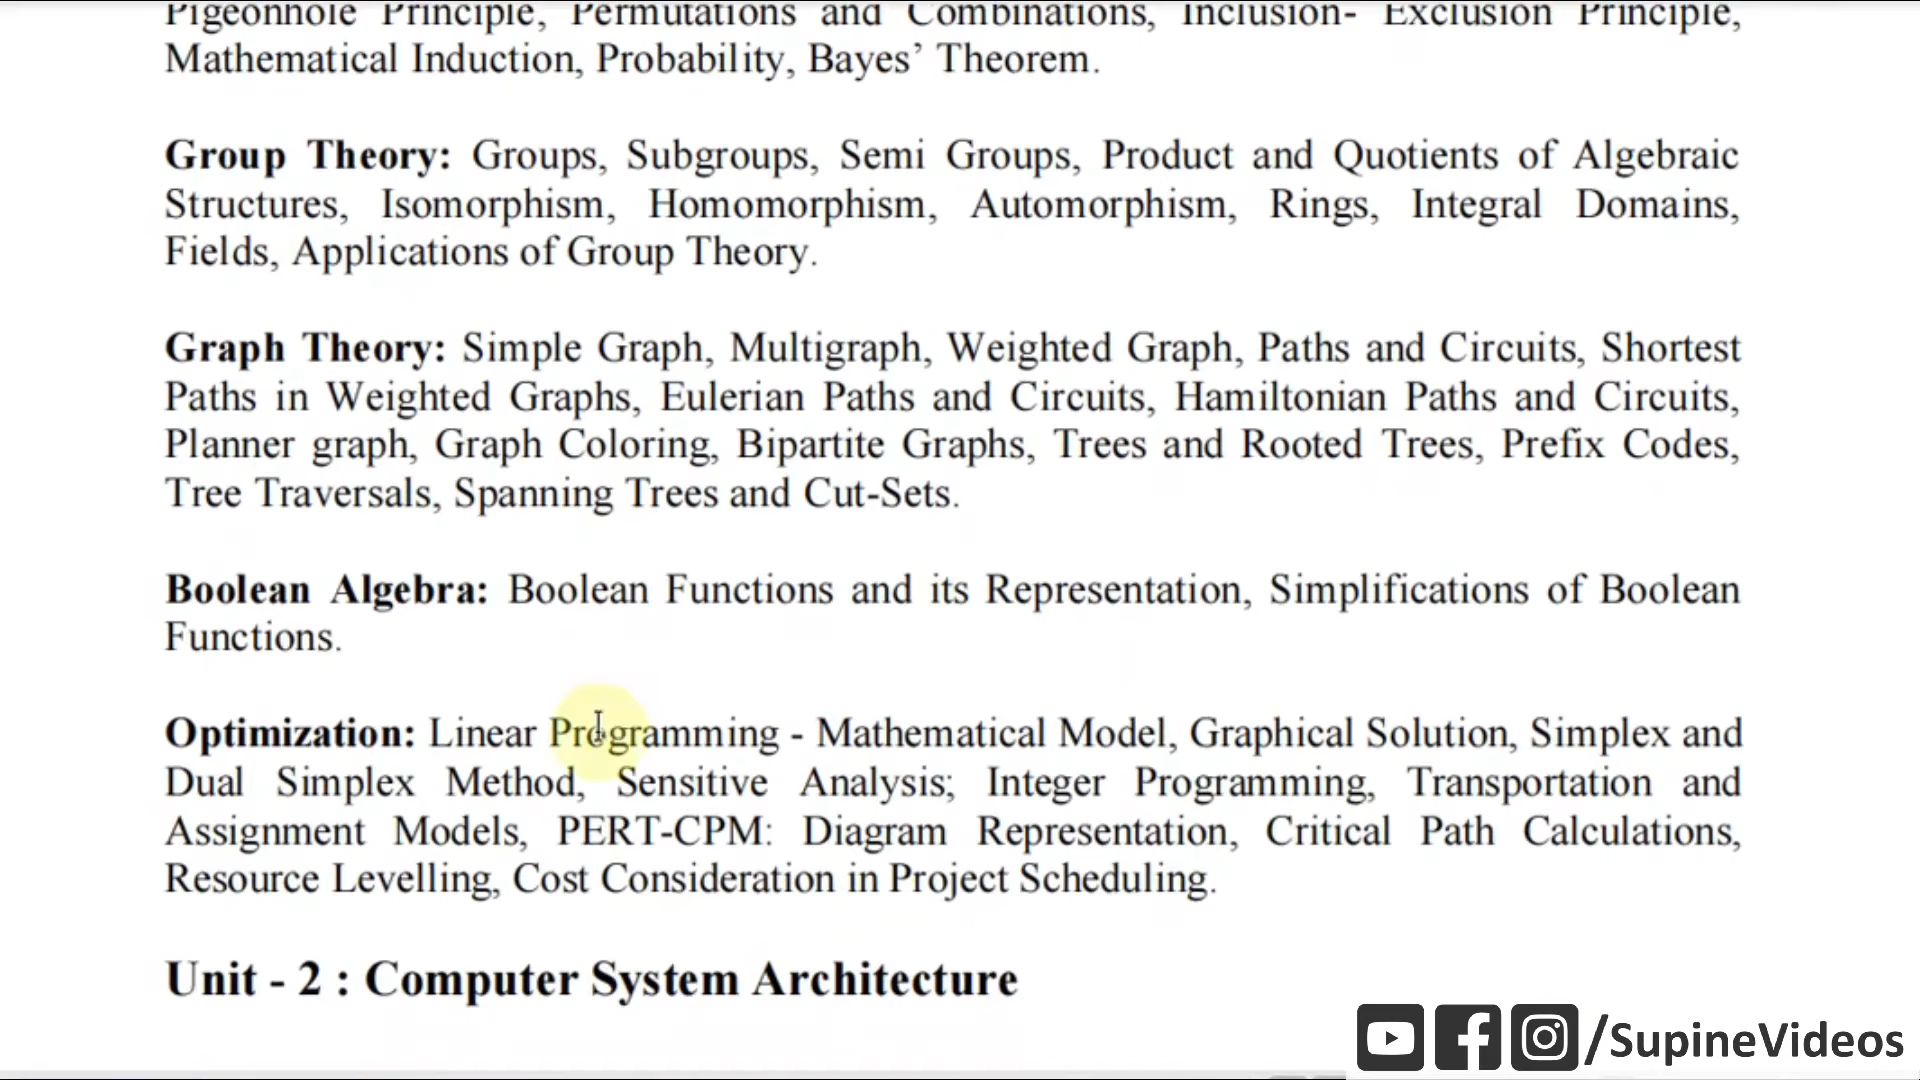 Pigeonhole Principle, Permutations and Combinations, Inclusion- Exclusion Principle,
Mathematical Induction, Probability, Bayes’ Theorem.
Group Theory: Groups, Subgroups, Semi Groups, Product and Quotients of Algebraic
Structures, Isomorphism, Homomorphism, Automorphism, Rings, Integral Domains,
Fields, Applications of Group Theory.
Graph Theory: Simple Graph, Multigraph, Weighted Graph, Paths and Circuits, Shortest
Paths in Weighted Graphs, Eulerian Paths and Circuits, Hamiltonian Paths and Circuits,
Planner graph, Graph Coloring, Bipartite Graphs, Trees and Rooted Trees, Prefix Codes,
Tree Traversals, Spanning Trees and Cut-Sets.
Boolean Algebra: Boolean Functions and its Representation, Simplifications of Boolean
Functions.
Optimization: Linear Programming - Mathematical Model, Graphical Solution, Simplex and
Dual Simplex Method, Sensitive Analysis; Integer Programming, Transportation and
Assignment Models, PERT-CPM: Diagram Representation, Critical Path Calculations,
Resource Levelling, Cost Consideration in Project Scheduling.
Unit - 2 : Computer System Architecture
/SupineVideos